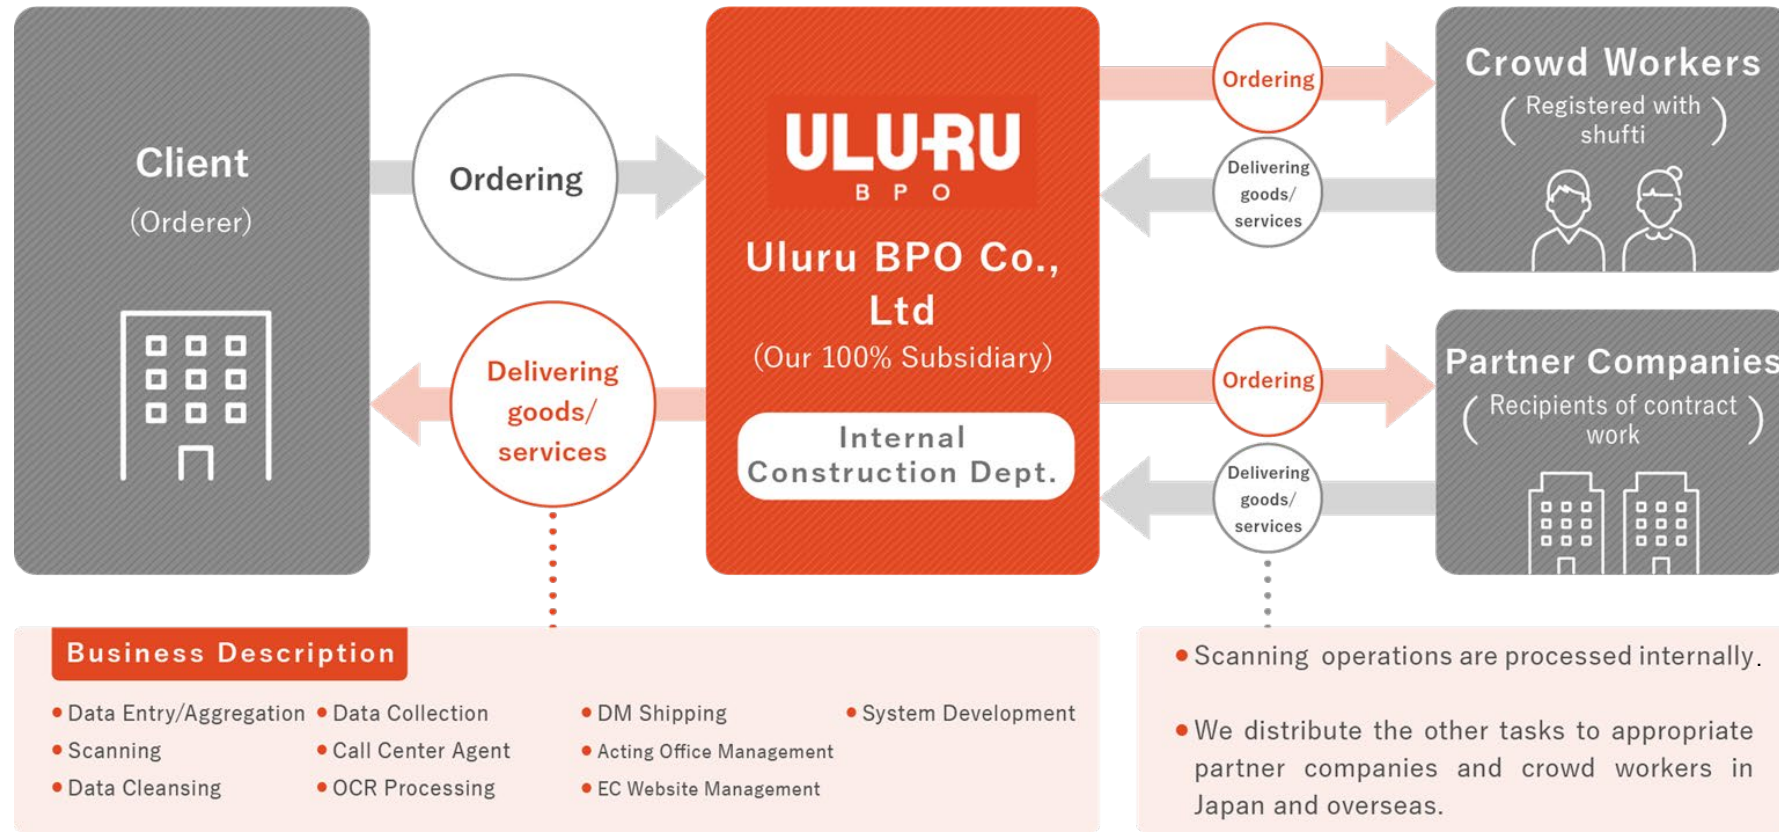 Client
(Orderer)
Ordering
Delivering
goods/
services
ULURU
BPO
Uluru BPO Co.,
Ltd
(Our 100% Subsidiary)
Internal
Construction Dept.
Ordering
Delivering
goods/
services
Crowd Workers
(Registered with
shufti)
Ordering
Delivering
goods/
services
Partner Companies
(Recipients of contract
work)
Business Description
• Data Entry/Aggregation
• Scanning
• Data Cleansing
• Data Collection
• Call Center Agent
• OCR Processing
• DM Shipping
• Acting Office Management
• EC Website Management
• System Development
• Scanning operations are processed internally.
• We distribute the other tasks to appropriate
partner companies and crowd workers in
Japan and overseas.